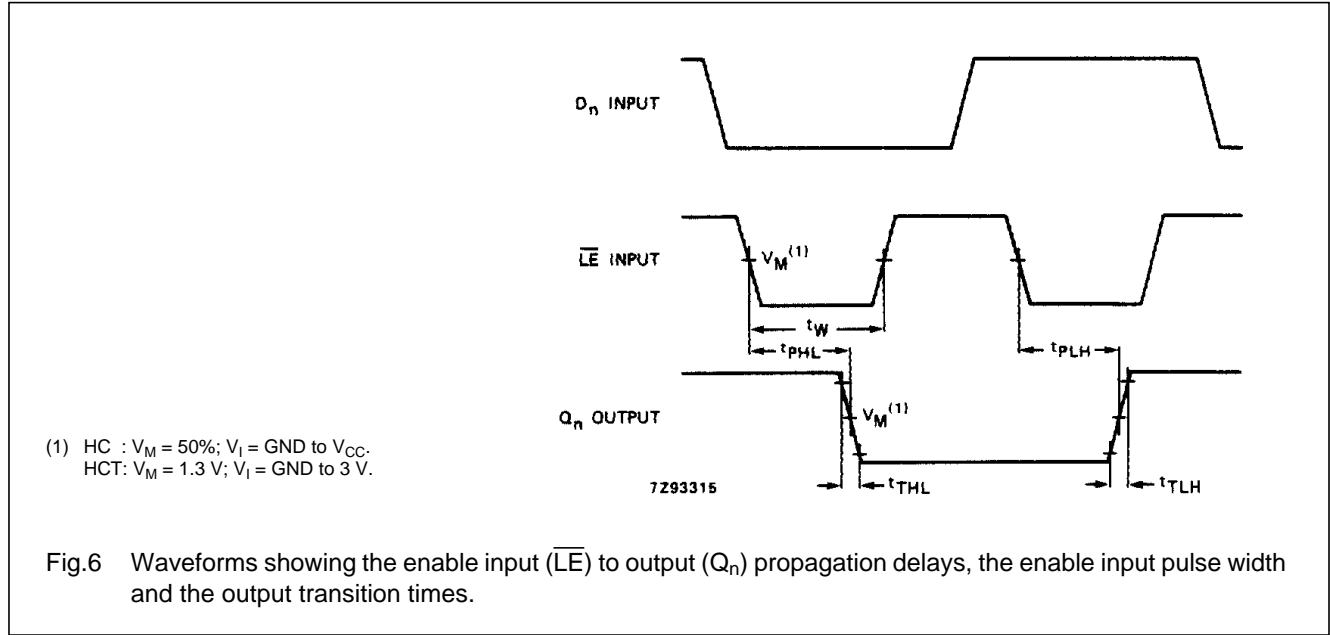 Dn INPUT
LE INPUT
VM(1)
tW
tPHL
tPLH
Qn OUTPUT
VM(1)
(1) HC : VM = 50%; VI = GND to VCC.
HCT: VM = 1.3 V; VI = GND to 3 V.
7Z93315
tTHL
tTLH
Fig.6 Waveforms showing the enable input (LE) to output (Qn) propagation delays, the enable input pulse width
and the output transition times.